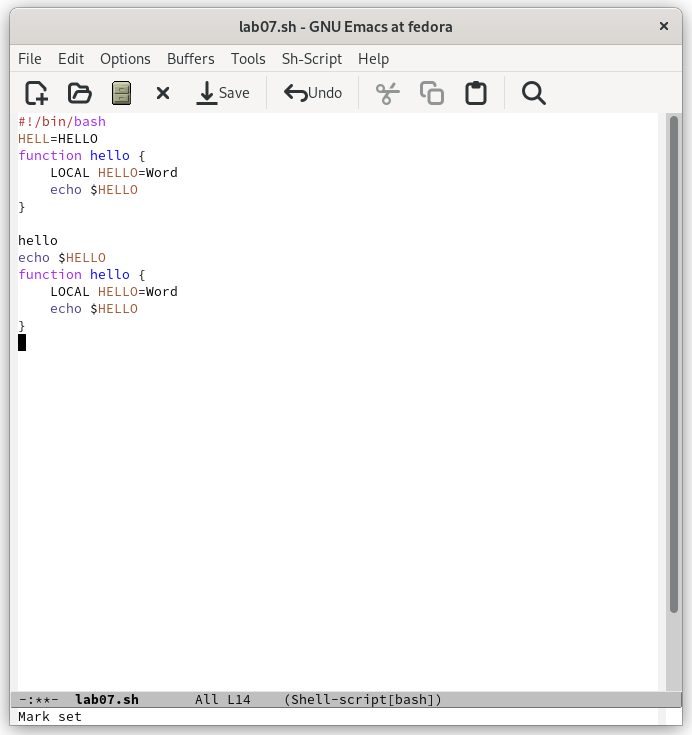 lab07.sh - GNU Emacs at fedora
File Edit Options Buffers Tools Sh-Script Help
Save Undo
#!/bin/bash
HELL=HELLO
function hello {
    LOCAL HELLO=Word
    echo $HELLO
}

hello
echo $HELLO
function hello {
    LOCAL HELLO=Word
    echo $HELLO
}
-:**-  lab07.sh       All L14    (Shell-script[bash])
Mark set